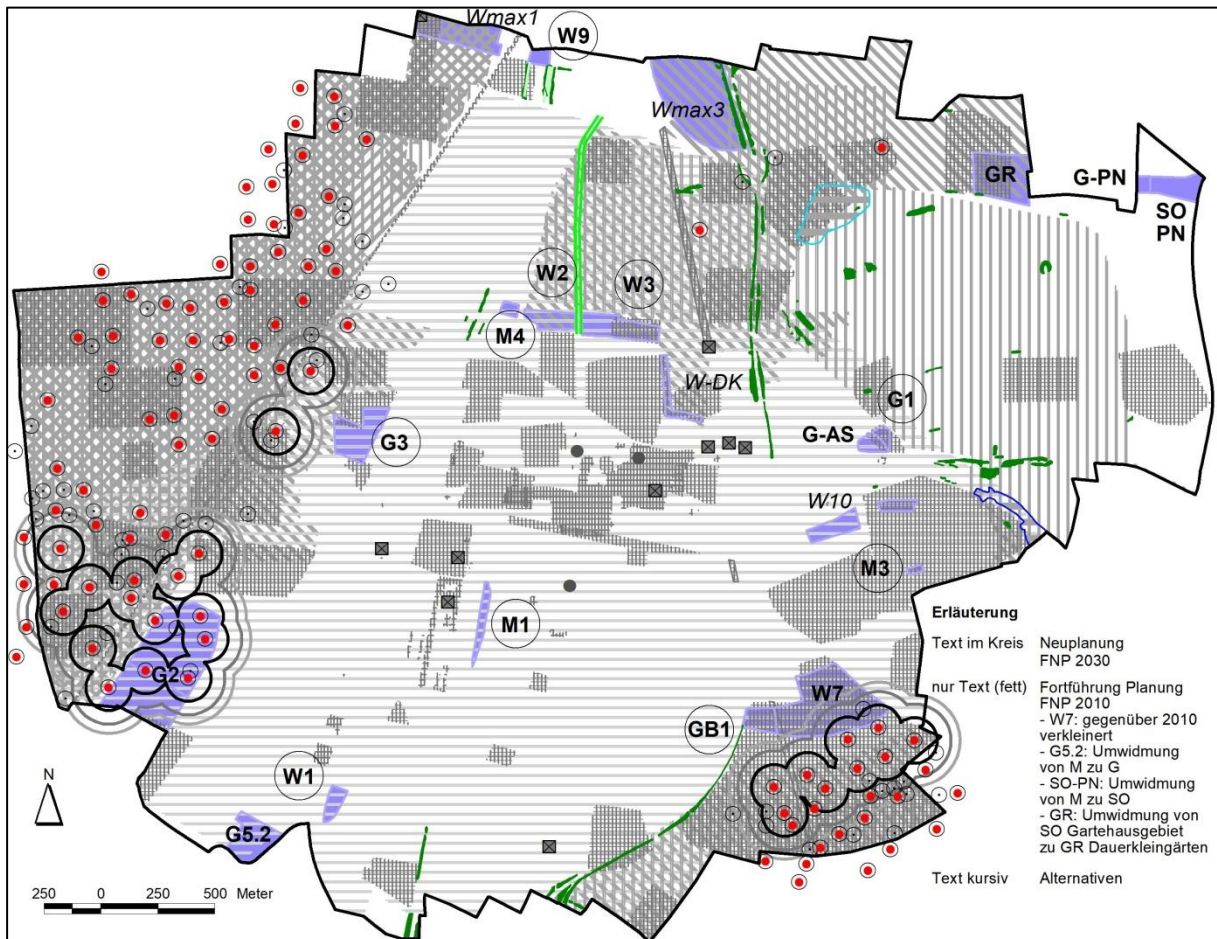 Wmax1
W9
Wmax3
GR
G-PN
SO
PN
W2
W3
M4
W-DK
G1
G3
G-AS
W10
M3
M1
G2
W7
GB1
W1
G5.2
Erläuterung
Text im Kreis Neuplanung
FNP 2030
nur Text (fett) Fortführung Planung
FNP 2010
- W7: gegenüber 2010
verkleinert
- G5.2: Umwidmung
von M zu G
- SO-PN: Umwidmung
von M zu SO
- GR: Umwidmung von
SO Gartehausgebiet
zu GR Dauerkleingärten
Text kursiv Alternativen
N
250 0 250 500 Meter